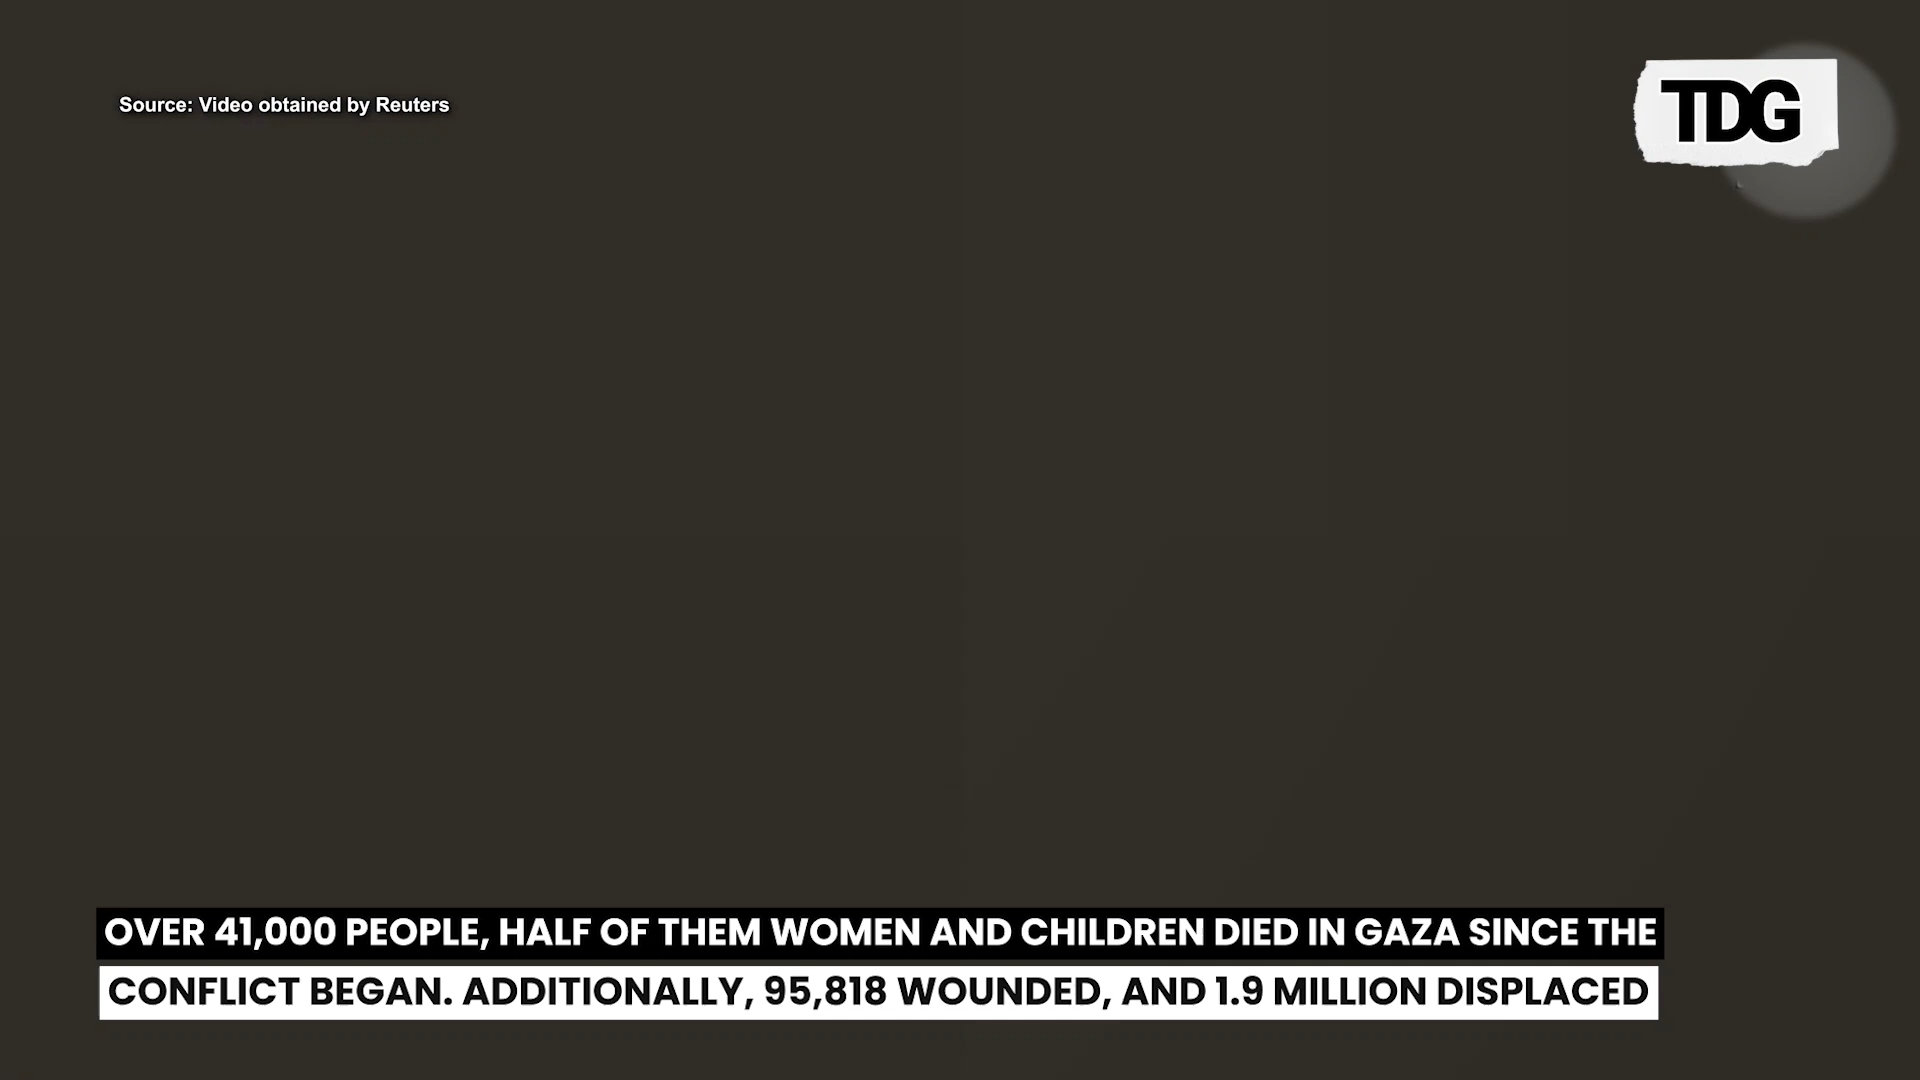 Source: Video obtained by Reuters
TDG
OVER 41,000 PEOPLE, HALF OF THEM WOMEN AND CHILDREN DIED IN GAZA SINCE THE
CONFLICT BEGAN. ADDITIONALLY, 95,818 WOUNDED, AND 1.9 MILLION DISPLACED